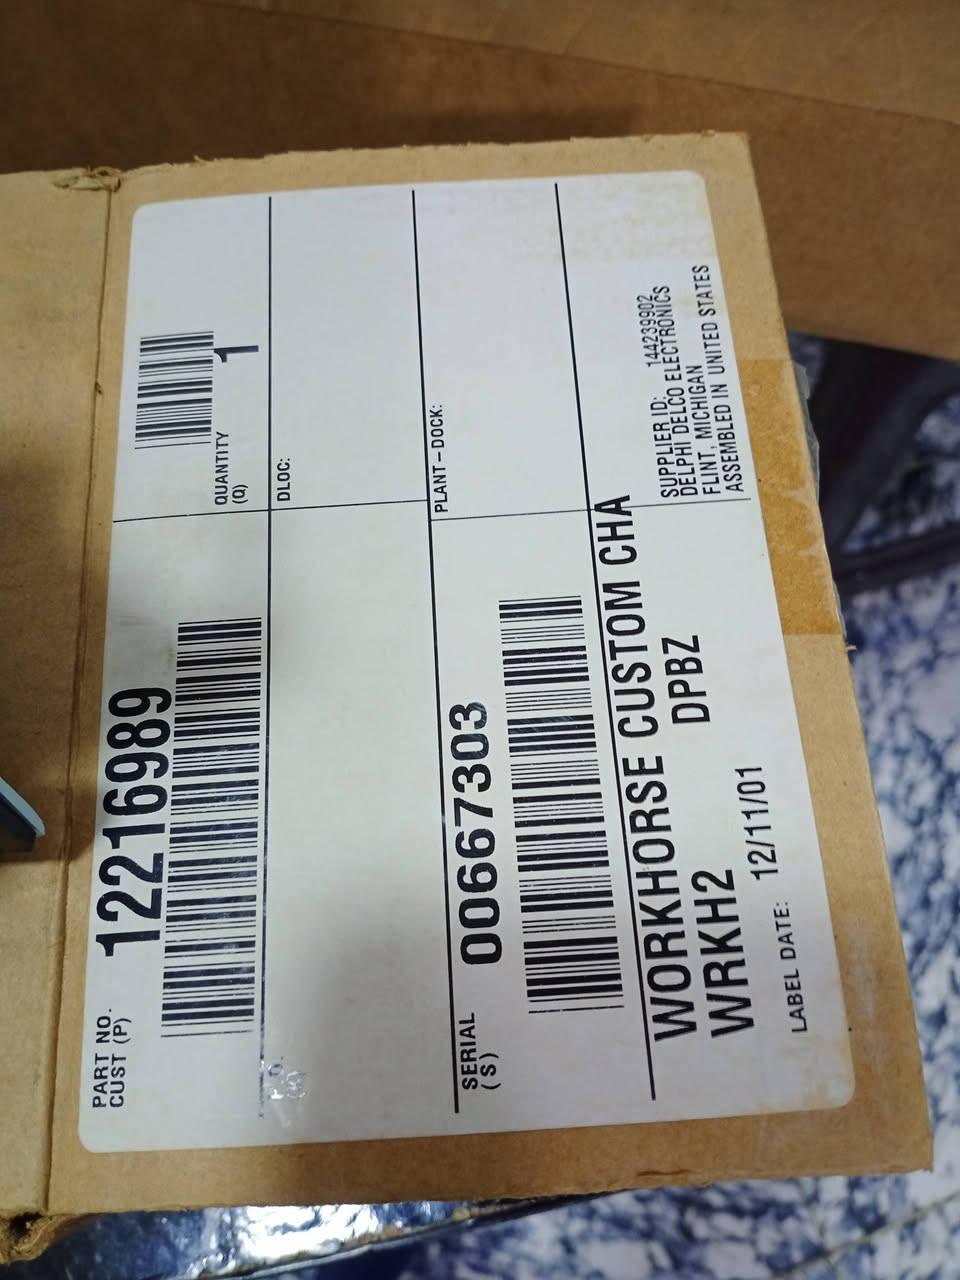 PART NO.
CUST (P)
12216989
QUANTITY
(Q)
1
DLOC:
PLANT-DOCK:
SERIAL
(S)
00667303
WORKHORSE CUSTOM CHA
WRKH2 DPBZ
LABEL DATE: 12/11/01
SUPPLIER ID: 144239902
DELPHI DELCO ELECTRONICS
FLINT, MICHIGAN
ASSEMBLED IN UNITED STATES